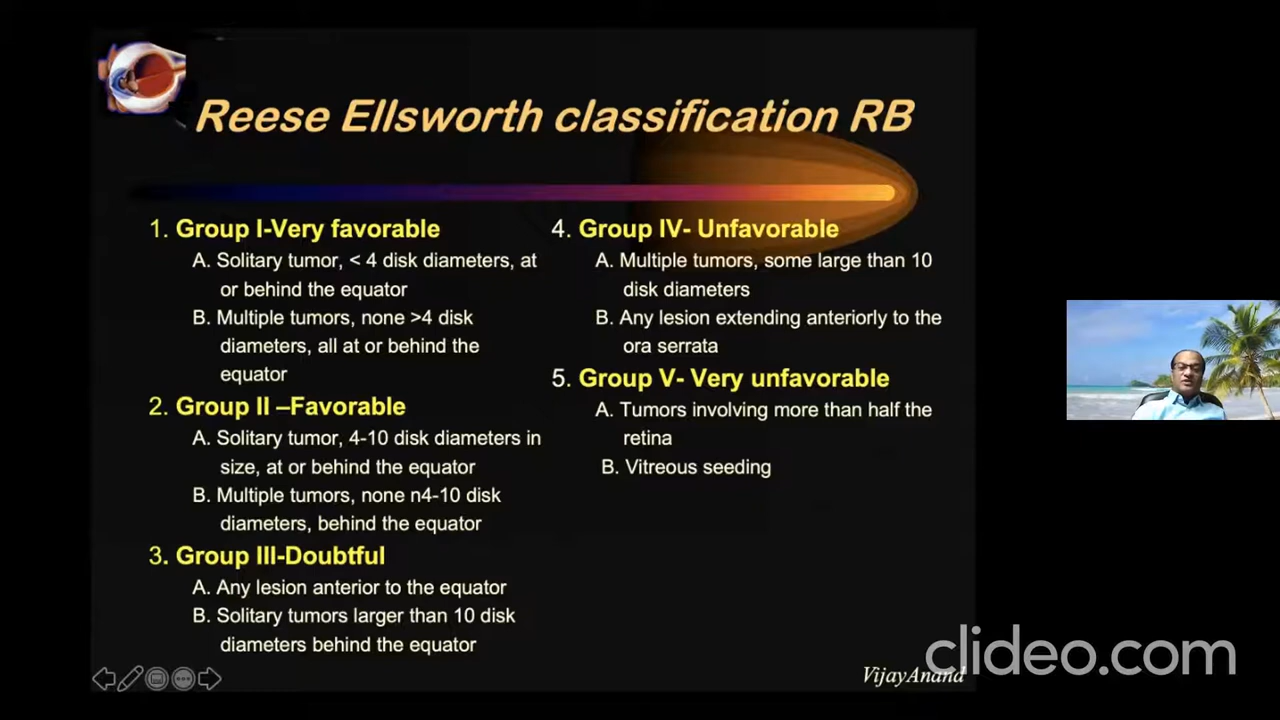 Reese Ellsworth classification RB
1. Group I-Very favorable
A. Solitary tumor, < 4 disk diameters, at
or behind the equator
B. Multiple tumors, none >4 disk
diameters, all at or behind the
equator
2. Group II –Favorable
A. Solitary tumor, 4-10 disk diameters in
size, at or behind the equator
B. Multiple tumors, none n4-10 disk
diameters, behind the equator
3. Group III-Doubtful
A. Any lesion anterior to the equator
B. Solitary tumors larger than 10 disk
diameters behind the equator
4. Group IV- Unfavorable
A. Multiple tumors, some large than 10
disk diameters
B. Any lesion extending anteriorly to the
ora serrata
5. Group V- Very unfavorable
A. Tumors involving more than half the
retina
B. Vitreous seeding
VijayAnand
clideo.com